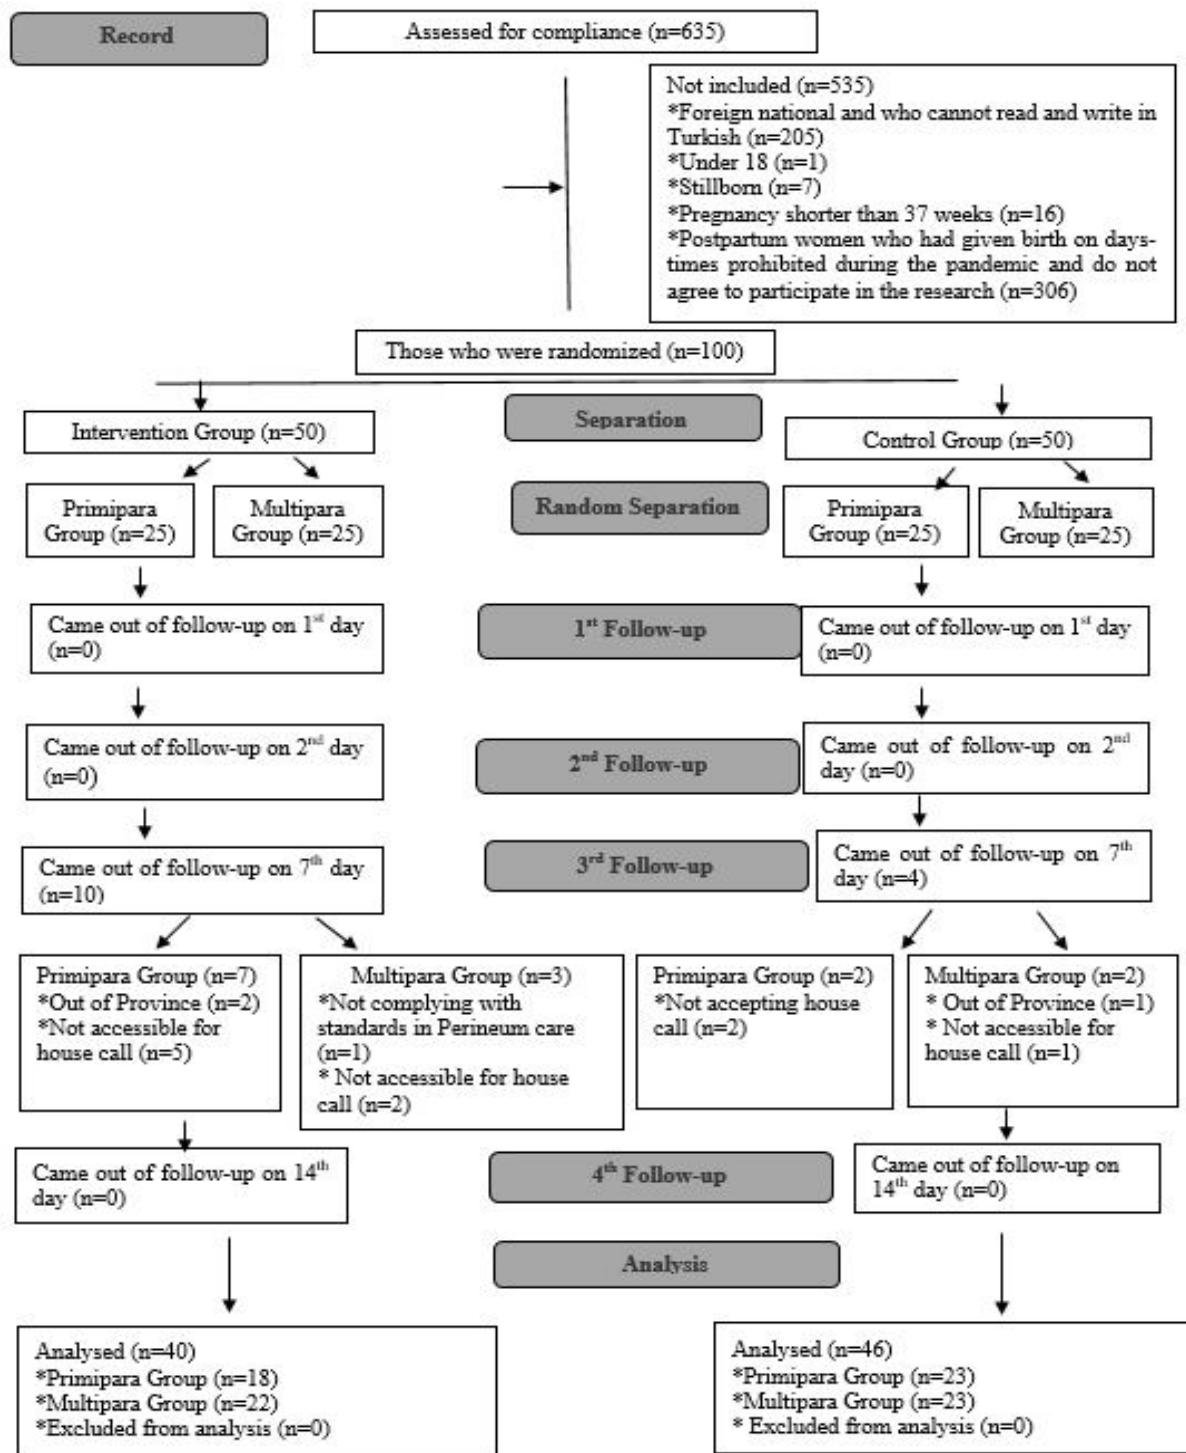 Record
Assessed for compliance (n=635)
Not included (n=535)
*Foreign national and who cannot read and write in
Turkish (n=205)
*Under 18 (n=1)
*Stillborn (n=7)
*Pregnancy shorter than 37 weeks (n=16)
*Postpartum women who had given birth on days-
times prohibited during the pandemic and do not
agree to participate in the research (n=306)
Those who were randomized (n=100)
Separation
Intervention Group (n=50)
Control Group (n=50)
Primipara
Group (n=25)
Multipara
Group (n=25)
Random Separation
Primipara
Group (n=25)
Multipara
Group (n=25)
Came out of follow-up on 1st day
(n=0)
1st Follow-up
Came out of follow-up on 1st day
(n=0)
Came out of follow-up on 2nd day
(n=0)
2nd Follow-up
Came out of follow-up on 2nd
day (n=0)
Came out of follow-up on 7th day
(n=10)
3rd Follow-up
Came out of follow-up on 7th
day (n=4)
Primipara Group (n=7)
*Out of Province (n=2)
*Not accessible for
house call (n=5)
Multipara Group (n=3)
*Not complying with
standards in Perineum care
(n=1)
* Not accessible for house
call (n=2)
Primipara Group (n=2)
*Not accepting house
call (n=2)
Multipara Group (n=2)
* Out of Province (n=1)
* Not accessible for
house call (n=1)
Came out of follow-up on 14th
day (n=0)
4th Follow-up
Came out of follow-up on
14th day (n=0)
Analysis
Analysed (n=40)
*Primipara Group (n=18)
*Multipara Group (n=22)
*Excluded from analysis (n=0)
Analysed (n=46)
*Primipara Group (n=23)
*Multipara Group (n=23)
* Excluded from analysis (n=0)